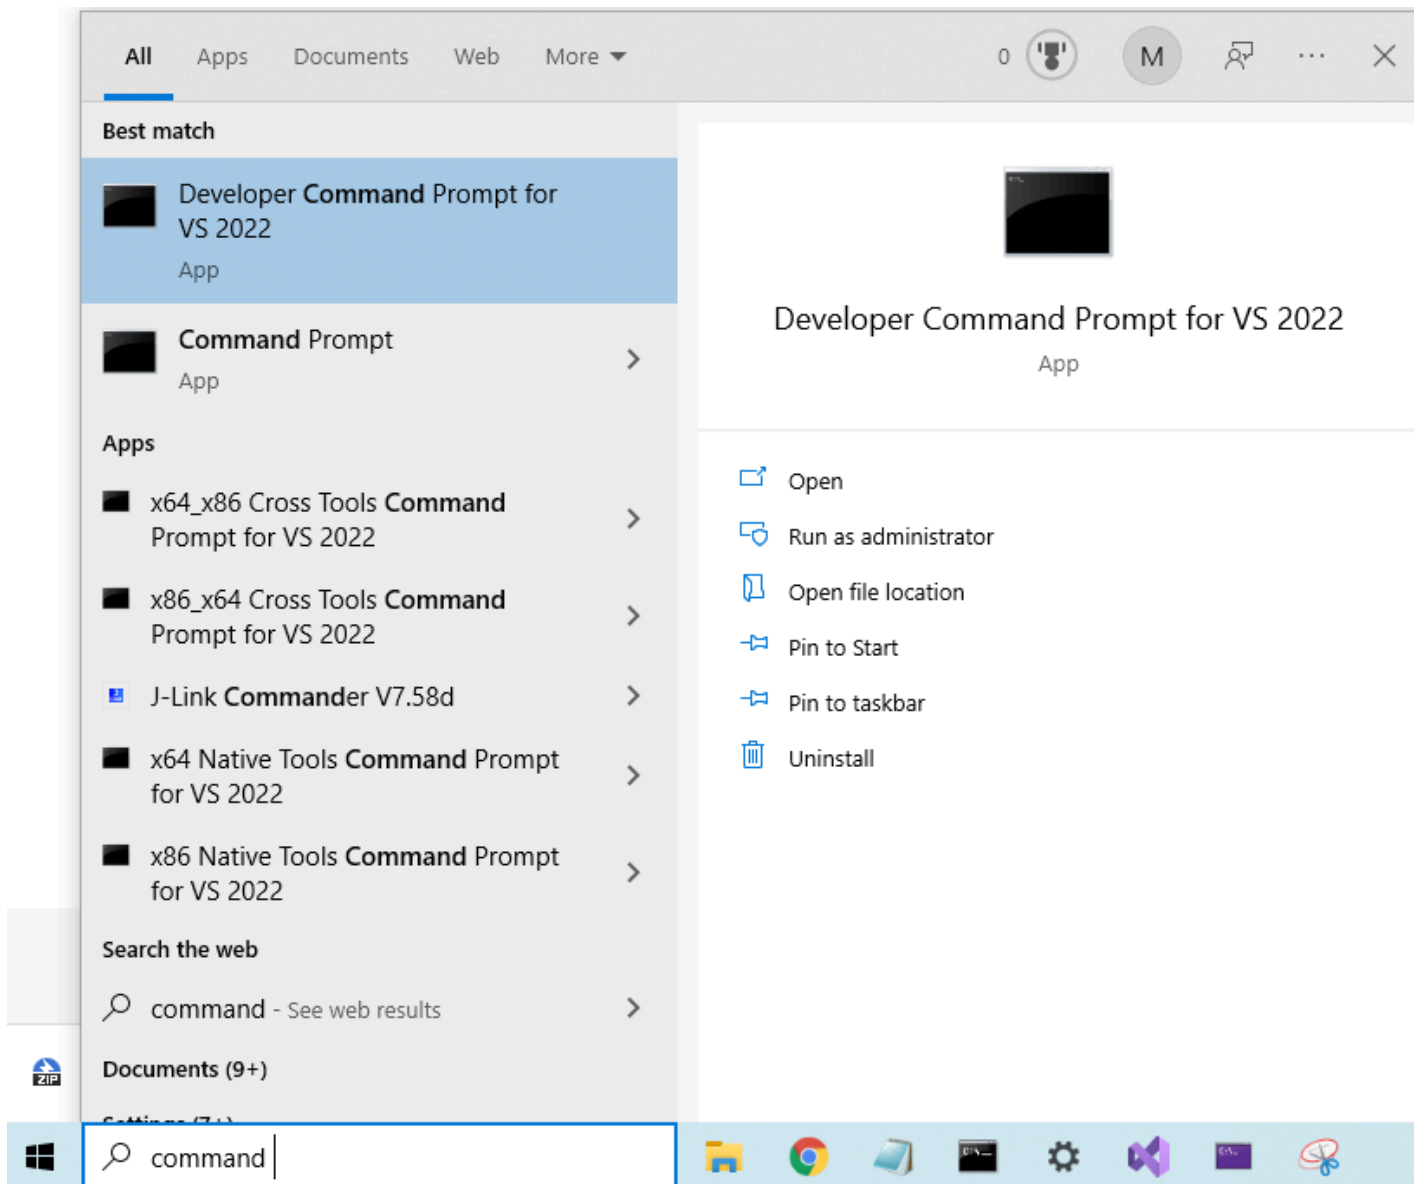 All Apps Documents Web More 0 M
Best match
Developer Command Prompt for
VS 2022
App
Command Prompt
App
Apps
x64_x86 Cross Tools Command
Prompt for VS 2022
x86_x64 Cross Tools Command
Prompt for VS 2022
J-Link Commander V7.58d
x64 Native Tools Command Prompt
for VS 2022
x86 Native Tools Command Prompt
for VS 2022
Search the web
command - See web results
Documents (9+)
Settings (7+)
command
Developer Command Prompt for VS 2022
App
Open
Run as administrator
Open file location
Pin to Start
Pin to taskbar
Uninstall
ZIP